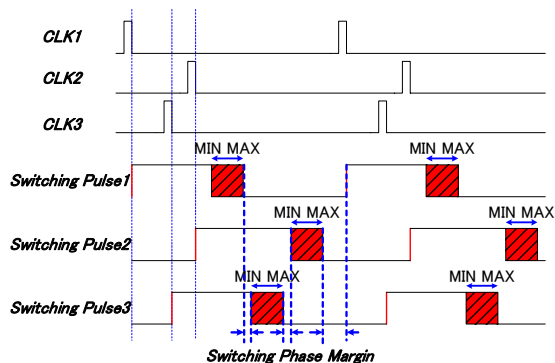 CLK1
CLK2
CLK3
MIN MAX
MIN MAX
Switching Pulse1
MIN MAX
MIN MAX
Switching Pulse2
MIN MAX
MIN MAX
Switching Pulse3
Switching Phase Margin